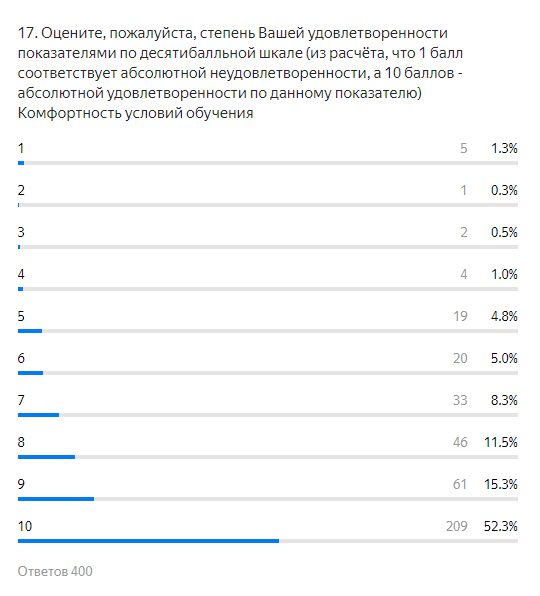 17. Оцените, пожалуйста, степень Вашей удовлетворенности
показателями по десятибалльной шкале (из расчёта, что 1 балл
соответствует абсолютной неудовлетворенности, а 10 баллов -
абсолютной удовлетворенности по данному показателю)
Комфортность условий обучения
1 5 1.3%
2 1 0.3%
3 2 0.5%
4 4 1.0%
5 19 4.8%
6 20 5.0%
7 33 8.3%
8 46 11.5%
9 61 15.3%
10 209 52.3%
Ответов 400